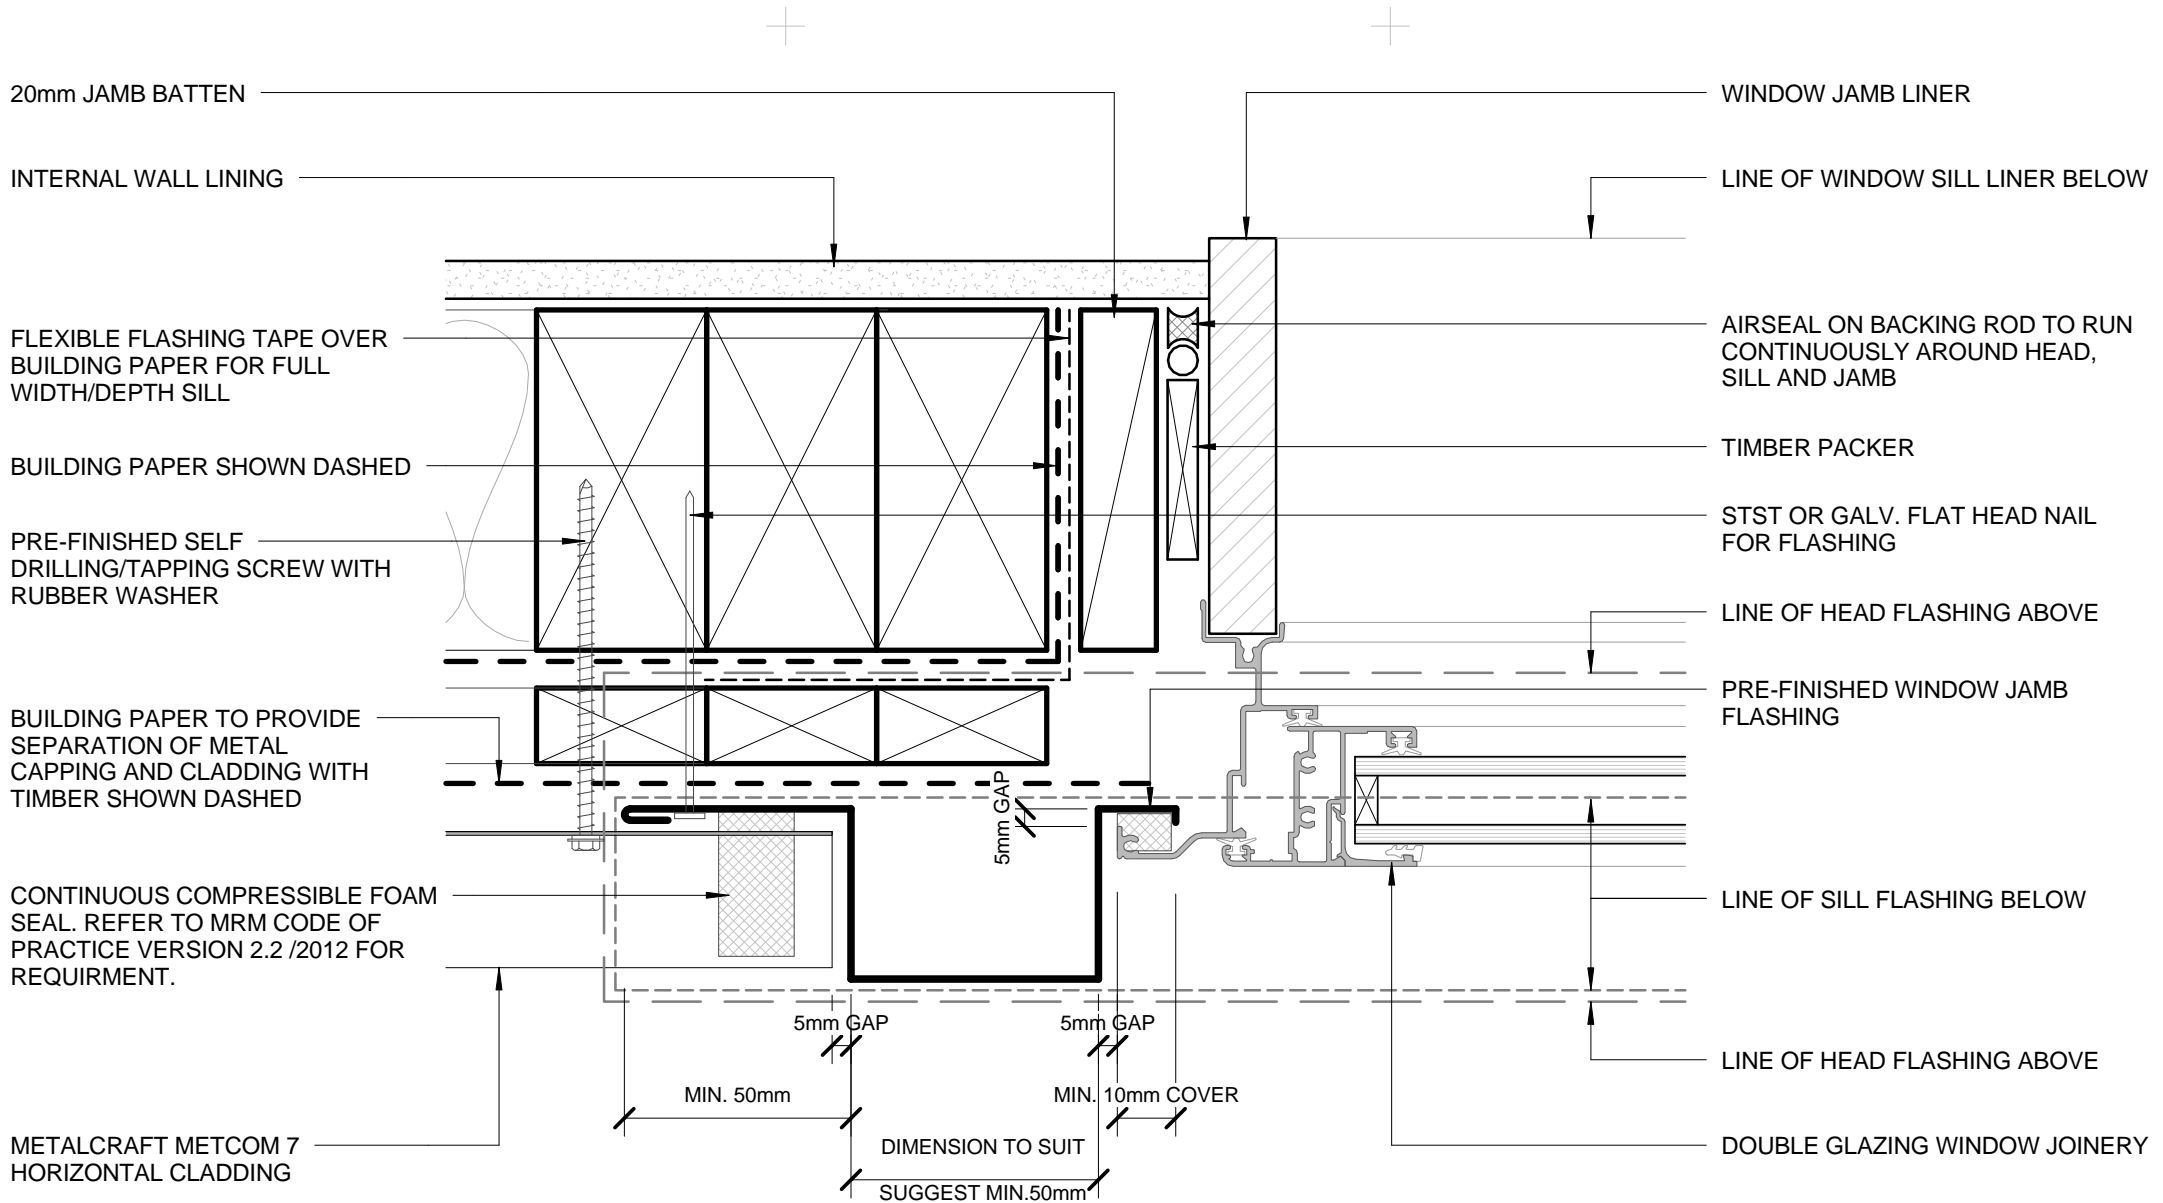 20mm JAMB BATTEN
INTERNAL WALL LINING
FLEXIBLE FLASHING TAPE OVER
BUILDING PAPER FOR FULL
WIDTH/DEPTH SILL
BUILDING PAPER SHOWN DASHED
PRE-FINISHED SELF
DRILLING/TAPPING SCREW WITH
RUBBER WASHER
BUILDING PAPER TO PROVIDE
SEPARATION OF METAL
CAPPING AND CLADDING WITH
TIMBER SHOWN DASHED
CONTINUOUS COMPRESSIBLE FOAM
SEAL. REFER TO MRM CODE OF
PRACTICE VERSION 2.2 /2012 FOR
REQUIRMENT.
METALCRAFT METCOM 7
HORIZONTAL CLADDING
5mm GAP
5mm GAP
5mm GAP
MIN. 50mm
MIN. 10mm COVER
DIMENSION TO SUIT
SUGGEST MIN.50mm
WINDOW JAMB LINER
LINE OF WINDOW SILL LINER BELOW
AIRSEAL ON BACKING ROD TO RUN
CONTINUOUSLY AROUND HEAD,
SILL AND JAMB
TIMBER PACKER
STST OR GALV. FLAT HEAD NAIL
FOR FLASHING
LINE OF HEAD FLASHING ABOVE
PRE-FINISHED WINDOW JAMB
FLASHING
LINE OF SILL FLASHING BELOW
LINE OF HEAD FLASHING ABOVE
DOUBLE GLAZING WINDOW JOINERY